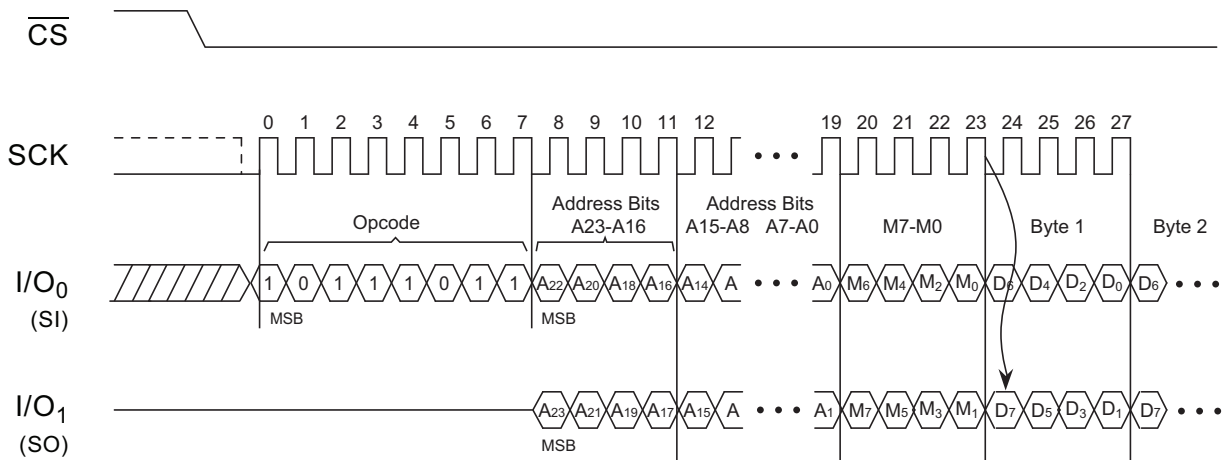 CS
0 1 2 3 4 5 6 7 8 9 10 11 12 19 20 21 22 23 24 25 26 27
SCK
Opcode
Address Bits
A23-A16
Address Bits
A15-A8 A7-A0
M7-M0
Byte 1
Byte 2
I/O0
(SI)
1 0 1 1 1 0 1 1 A22 A20 A18 A16 A14 A A0 M6 M4 M2 M0 D6 D4 D2 D0 D6
MSB
MSB
I/O1
(SO)
A23 A21 A19 A17 A15 A A1 M7 M5 M3 M1 D7 D5 D3 D1 D7
MSB